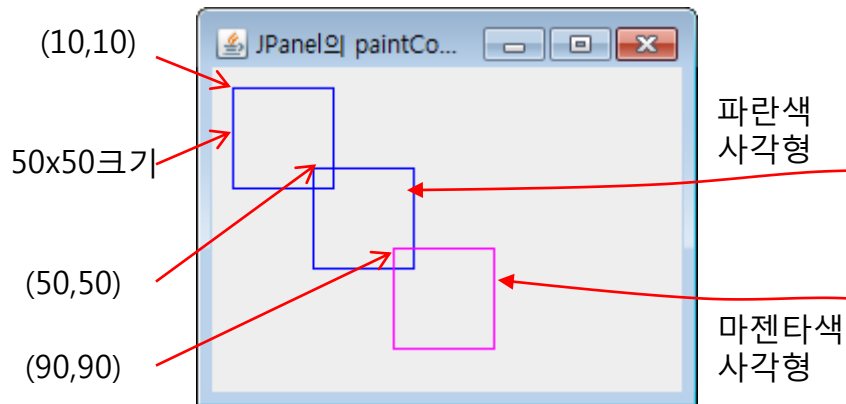 (10,10)
JPanel의 paintCo...
50x50크기
파란색
사각형
(50,50)
(90,90)
마젠타색
사각형